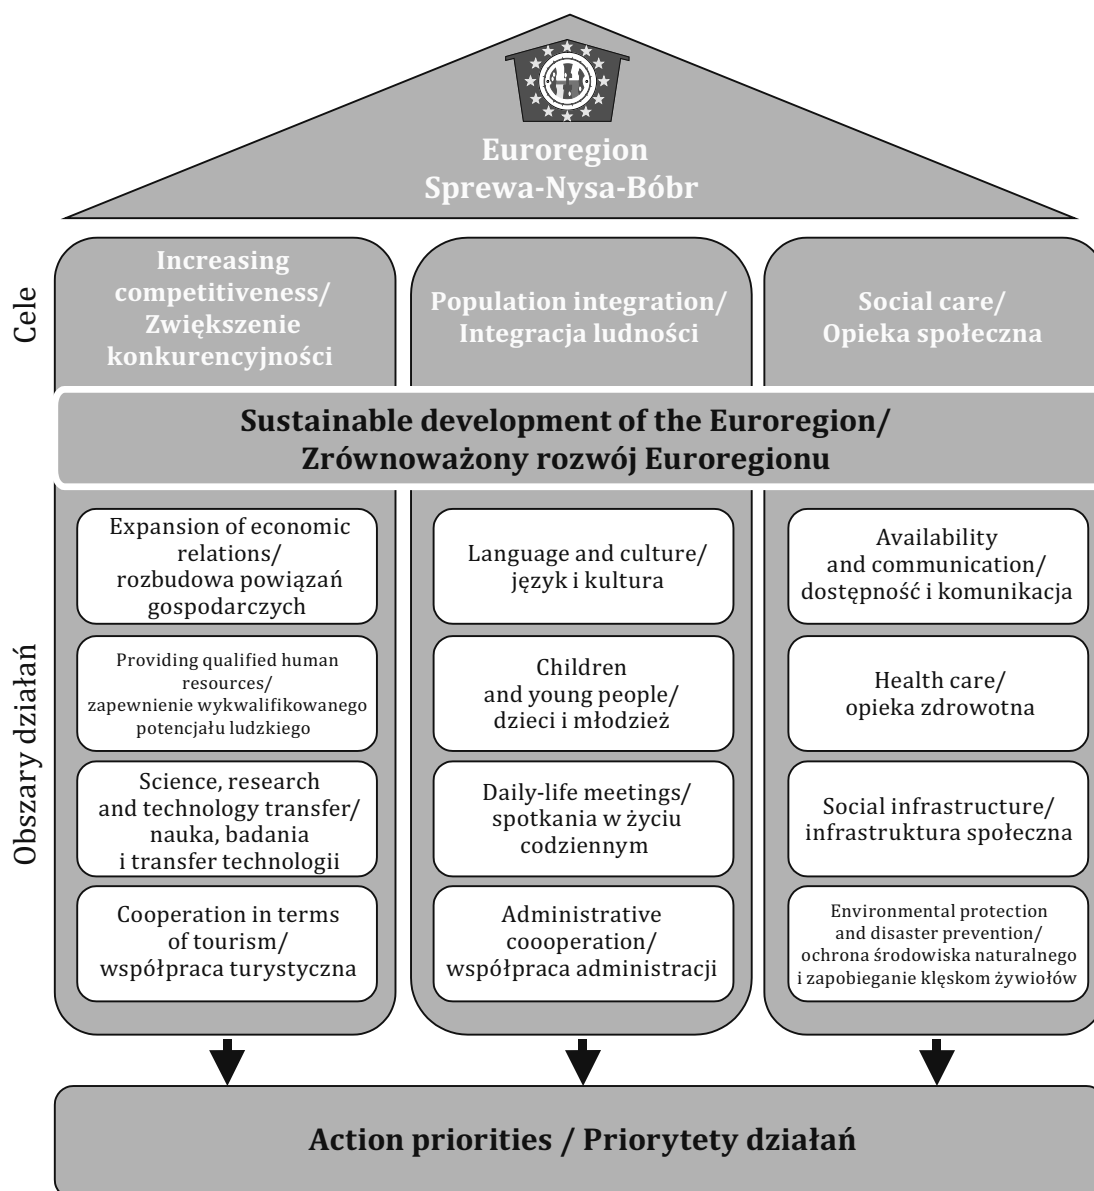 Euroregion
Sprewa-Nysa-Bóbr
Cele
Increasing
competitiveness/
Zwiększenie
konkurencyjności
Population integration/
Integracja ludności
Social care/
Opieka społeczna
Sustainable development of the Euroregion/
Zrównoważony rozwój Euroregionu
Obszary działań
Expansion of economic
relations/
rozbudowa powiązań
gospodarczych
Providing qualified human
resources/
zapewnienie wykwalifikowanego
potencjału ludzkiego
Science, research
and technology transfer/
nauka, badania
i transfer technologii
Cooperation in terms
of tourism/
współpraca turystyczna
Language and culture/
język i kultura
Children
and young people/
dzieci i młodzież
Daily-life meetings/
spotkania w życiu
codziennym
Administrative
coooperation/
współpraca administracji
Availability
and communication/
dostępność i komunikacja
Health care/
opieka zdrowotna
Social infrastructure/
infrastruktura społeczna
Environmental protection
and disaster prevention/
ochrona środowiska naturalnego
i zapobieganie klęskom żywiołów
Action priorities / Priorytety działań